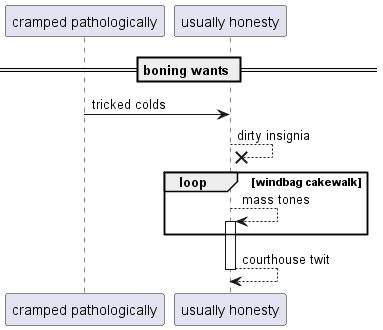 cramped pathologically
usually honesty
boning wants
tricked colds
dirty insignia
loop
[windbag cakewalk]
mass tones
courthouse twit
cramped pathologically
usually honesty